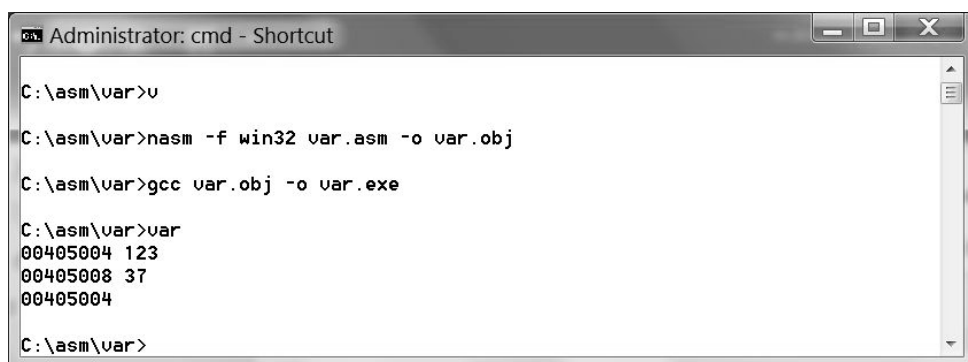 Administrator: cmd - Shortcut
C:\asm\var>v
C:\asm\var>nasm -f win32 var.asm -o var.obj
C:\asm\var>gcc var.obj -o var.exe
C:\asm\var>var
00405004 123
00405008 37
00405004
C:\asm\var>